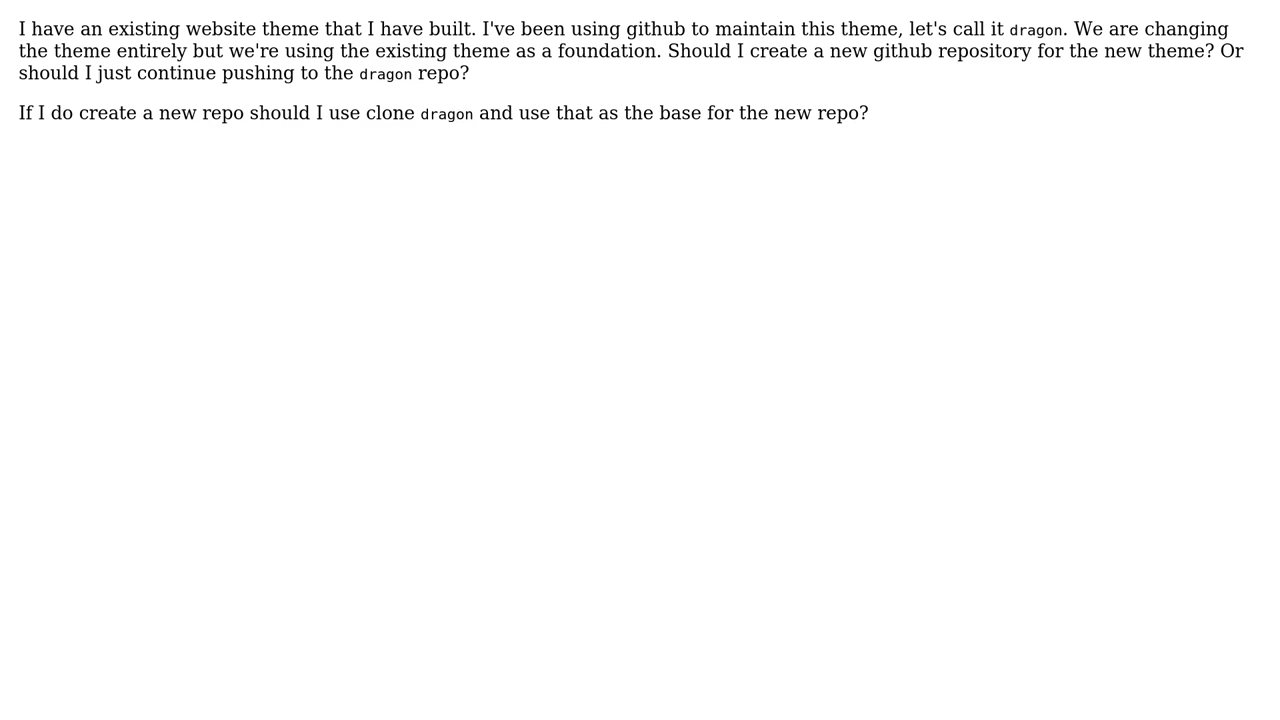 I have an existing website theme that I have built. I've been using github to maintain this theme, let's call it dragon. We are changing
the theme entirely but we're using the existing theme as a foundation. Should I create a new github repository for the new theme? Or
should I just continue pushing to the dragon repo?
If I do create a new repo should I use clone dragon and use that as the base for the new repo?